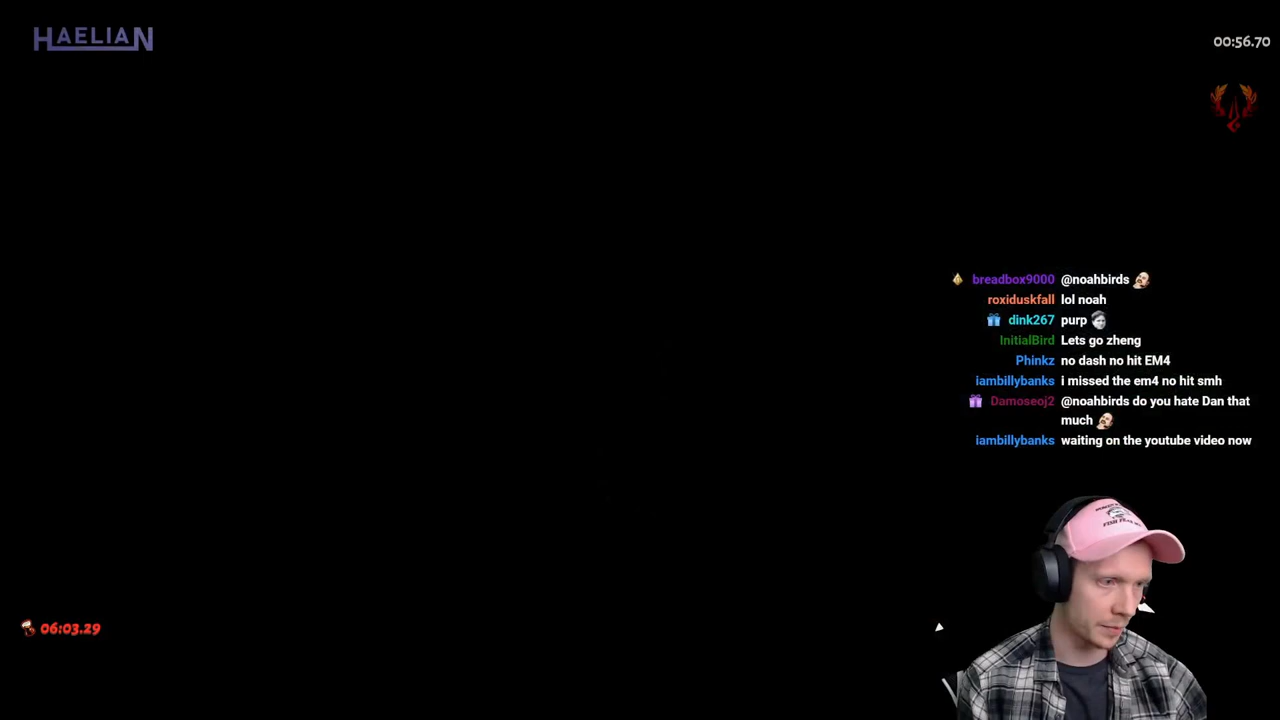 HAELIAN
00:56.70
breadbox9000 @noahbirds
roxiduskfall lol noah
dink267 purp
InitialBird Lets go zheng
Phinkz no dash no hit EM4
iambillybanks i missed the em4 no hit smh
Damoseoj2 @noahbirds do you hate Dan that
much
iambillybanks waiting on the youtube video now
06:03.29